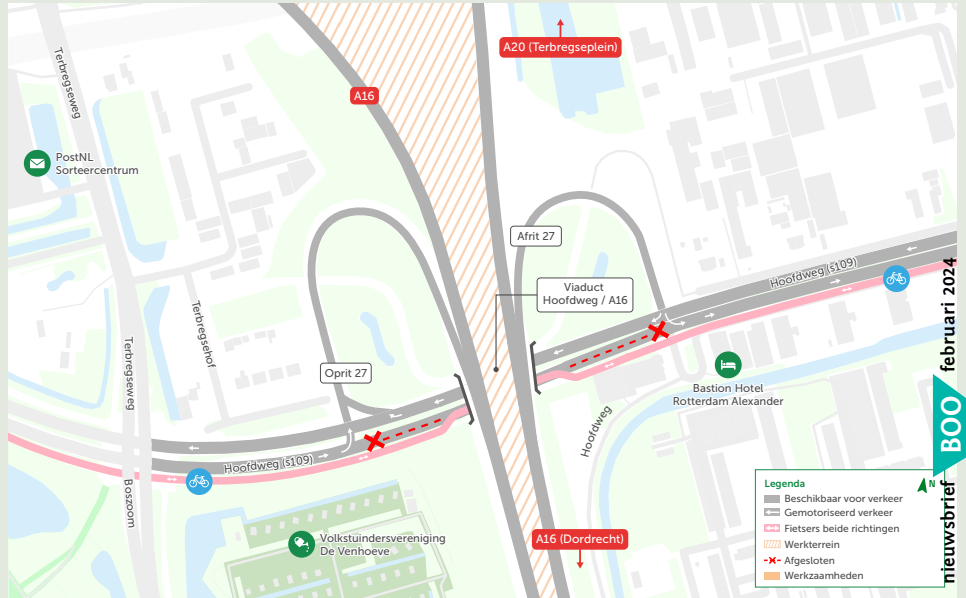 A20 (Terbregseplein)
Terbregseweg
A16
PostNL
Sorteercentrum
Afrit 27
Hoofdweg (s109)
Viaduct
Hoofdweg / A16
Terbregsehof
Terbregseweg
Oprit 27
Bastion Hotel
Rotterdam Alexander
Hoofdweg
Hoofdweg (s109)
Boszoom
Volkstuindersvereniging
De Venhoeve
A16 (Dordrecht)
Legenda
N
Beschikbaar voor verkeer
Gemotoriseerd verkeer
Fietsers beide richtingen
Werkterrein
Afgesloten
Werkzaamheden
nieuwsbrief BOO februari 2024